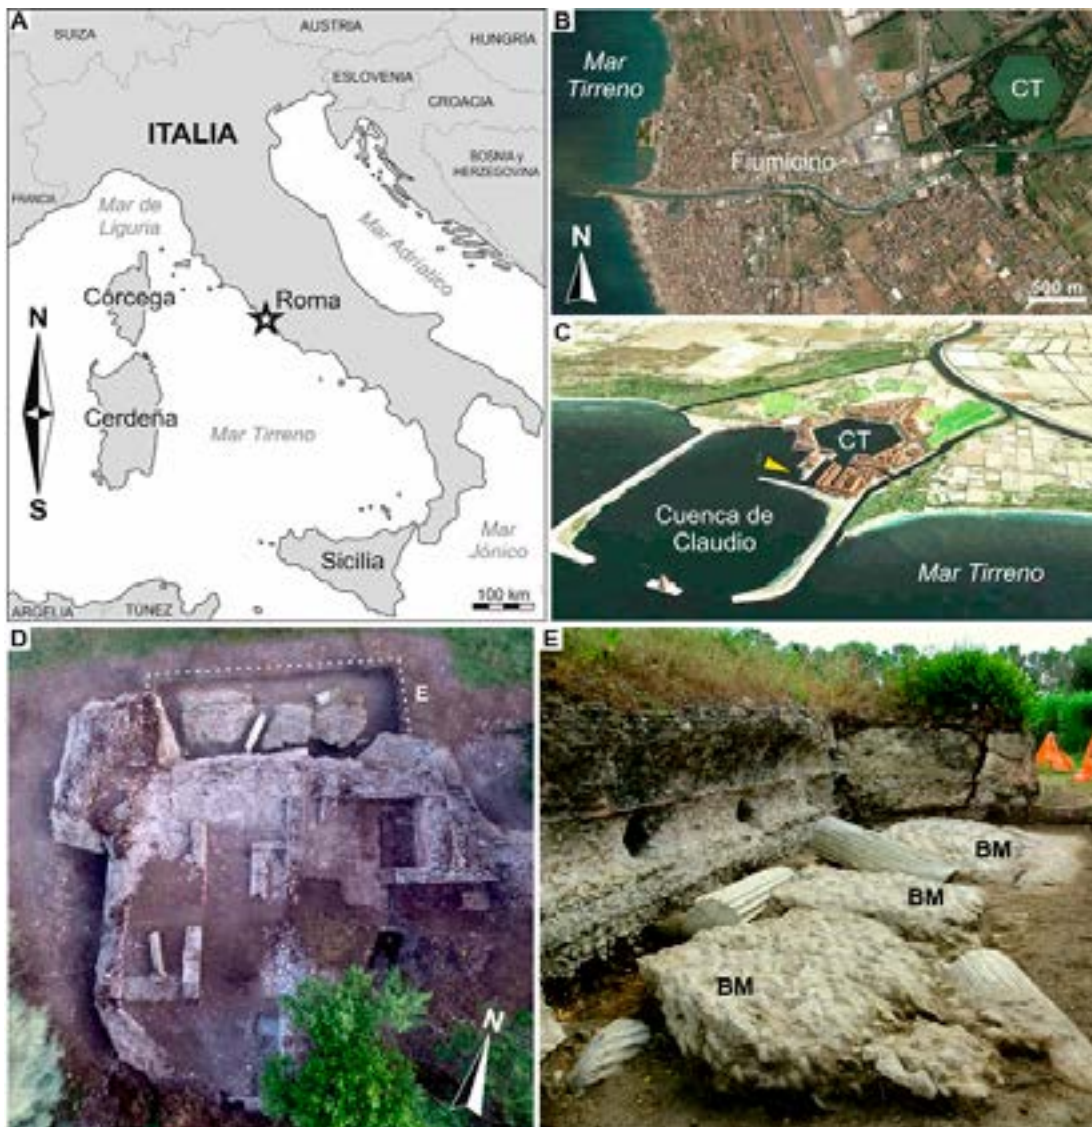 A
SUIZA
AUSTRIA
HUNGRÍA
ESLOVENIA
CROACIA
ITALIA
BOSNIA y
HERZEGOVINA
FRANCIA
Mar de
Liguria
Mar Adriático
Córcega
Roma
N
Cerdeña
Mar Tirreno
S
Mar
Jónico
Sicilia
ARGELIA
TÚNEZ
100 km
B
Mar
Tirreno
CT
Fiumicino
N
500 m
C
CT
Cuenca de
Claudio
Mar Tirreno
D
E
N
E
BM
BM
BM